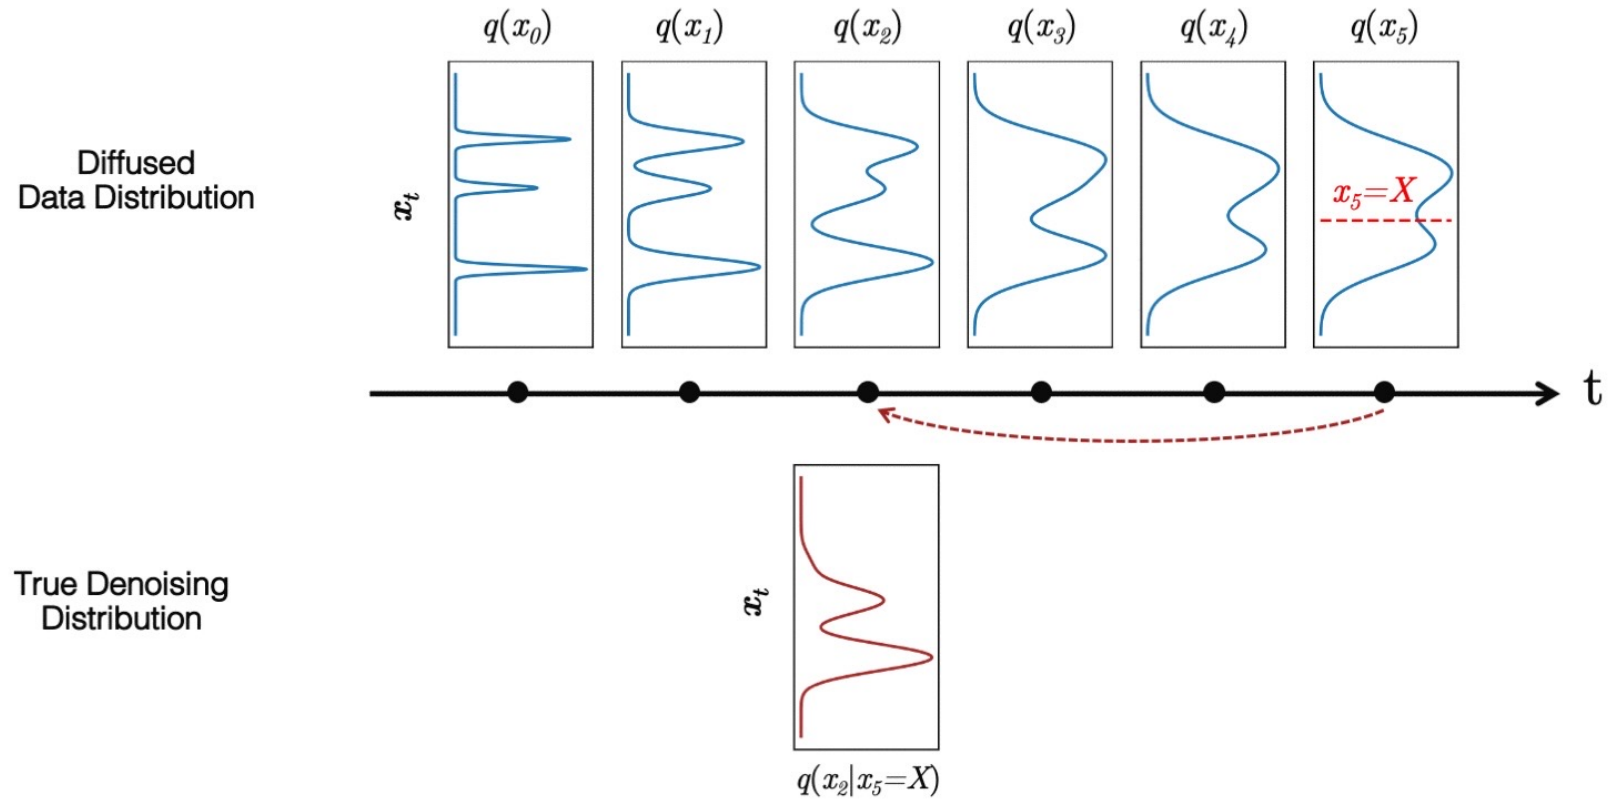 q(x₀)
q(x₁)
q(x₂)
q(x₃)
q(x₄)
q(x₅)
Diffused
Data Distribution
xₜ
x₅=X
t
True Denoising
Distribution
xₜ
q(x₂|x₅=X)